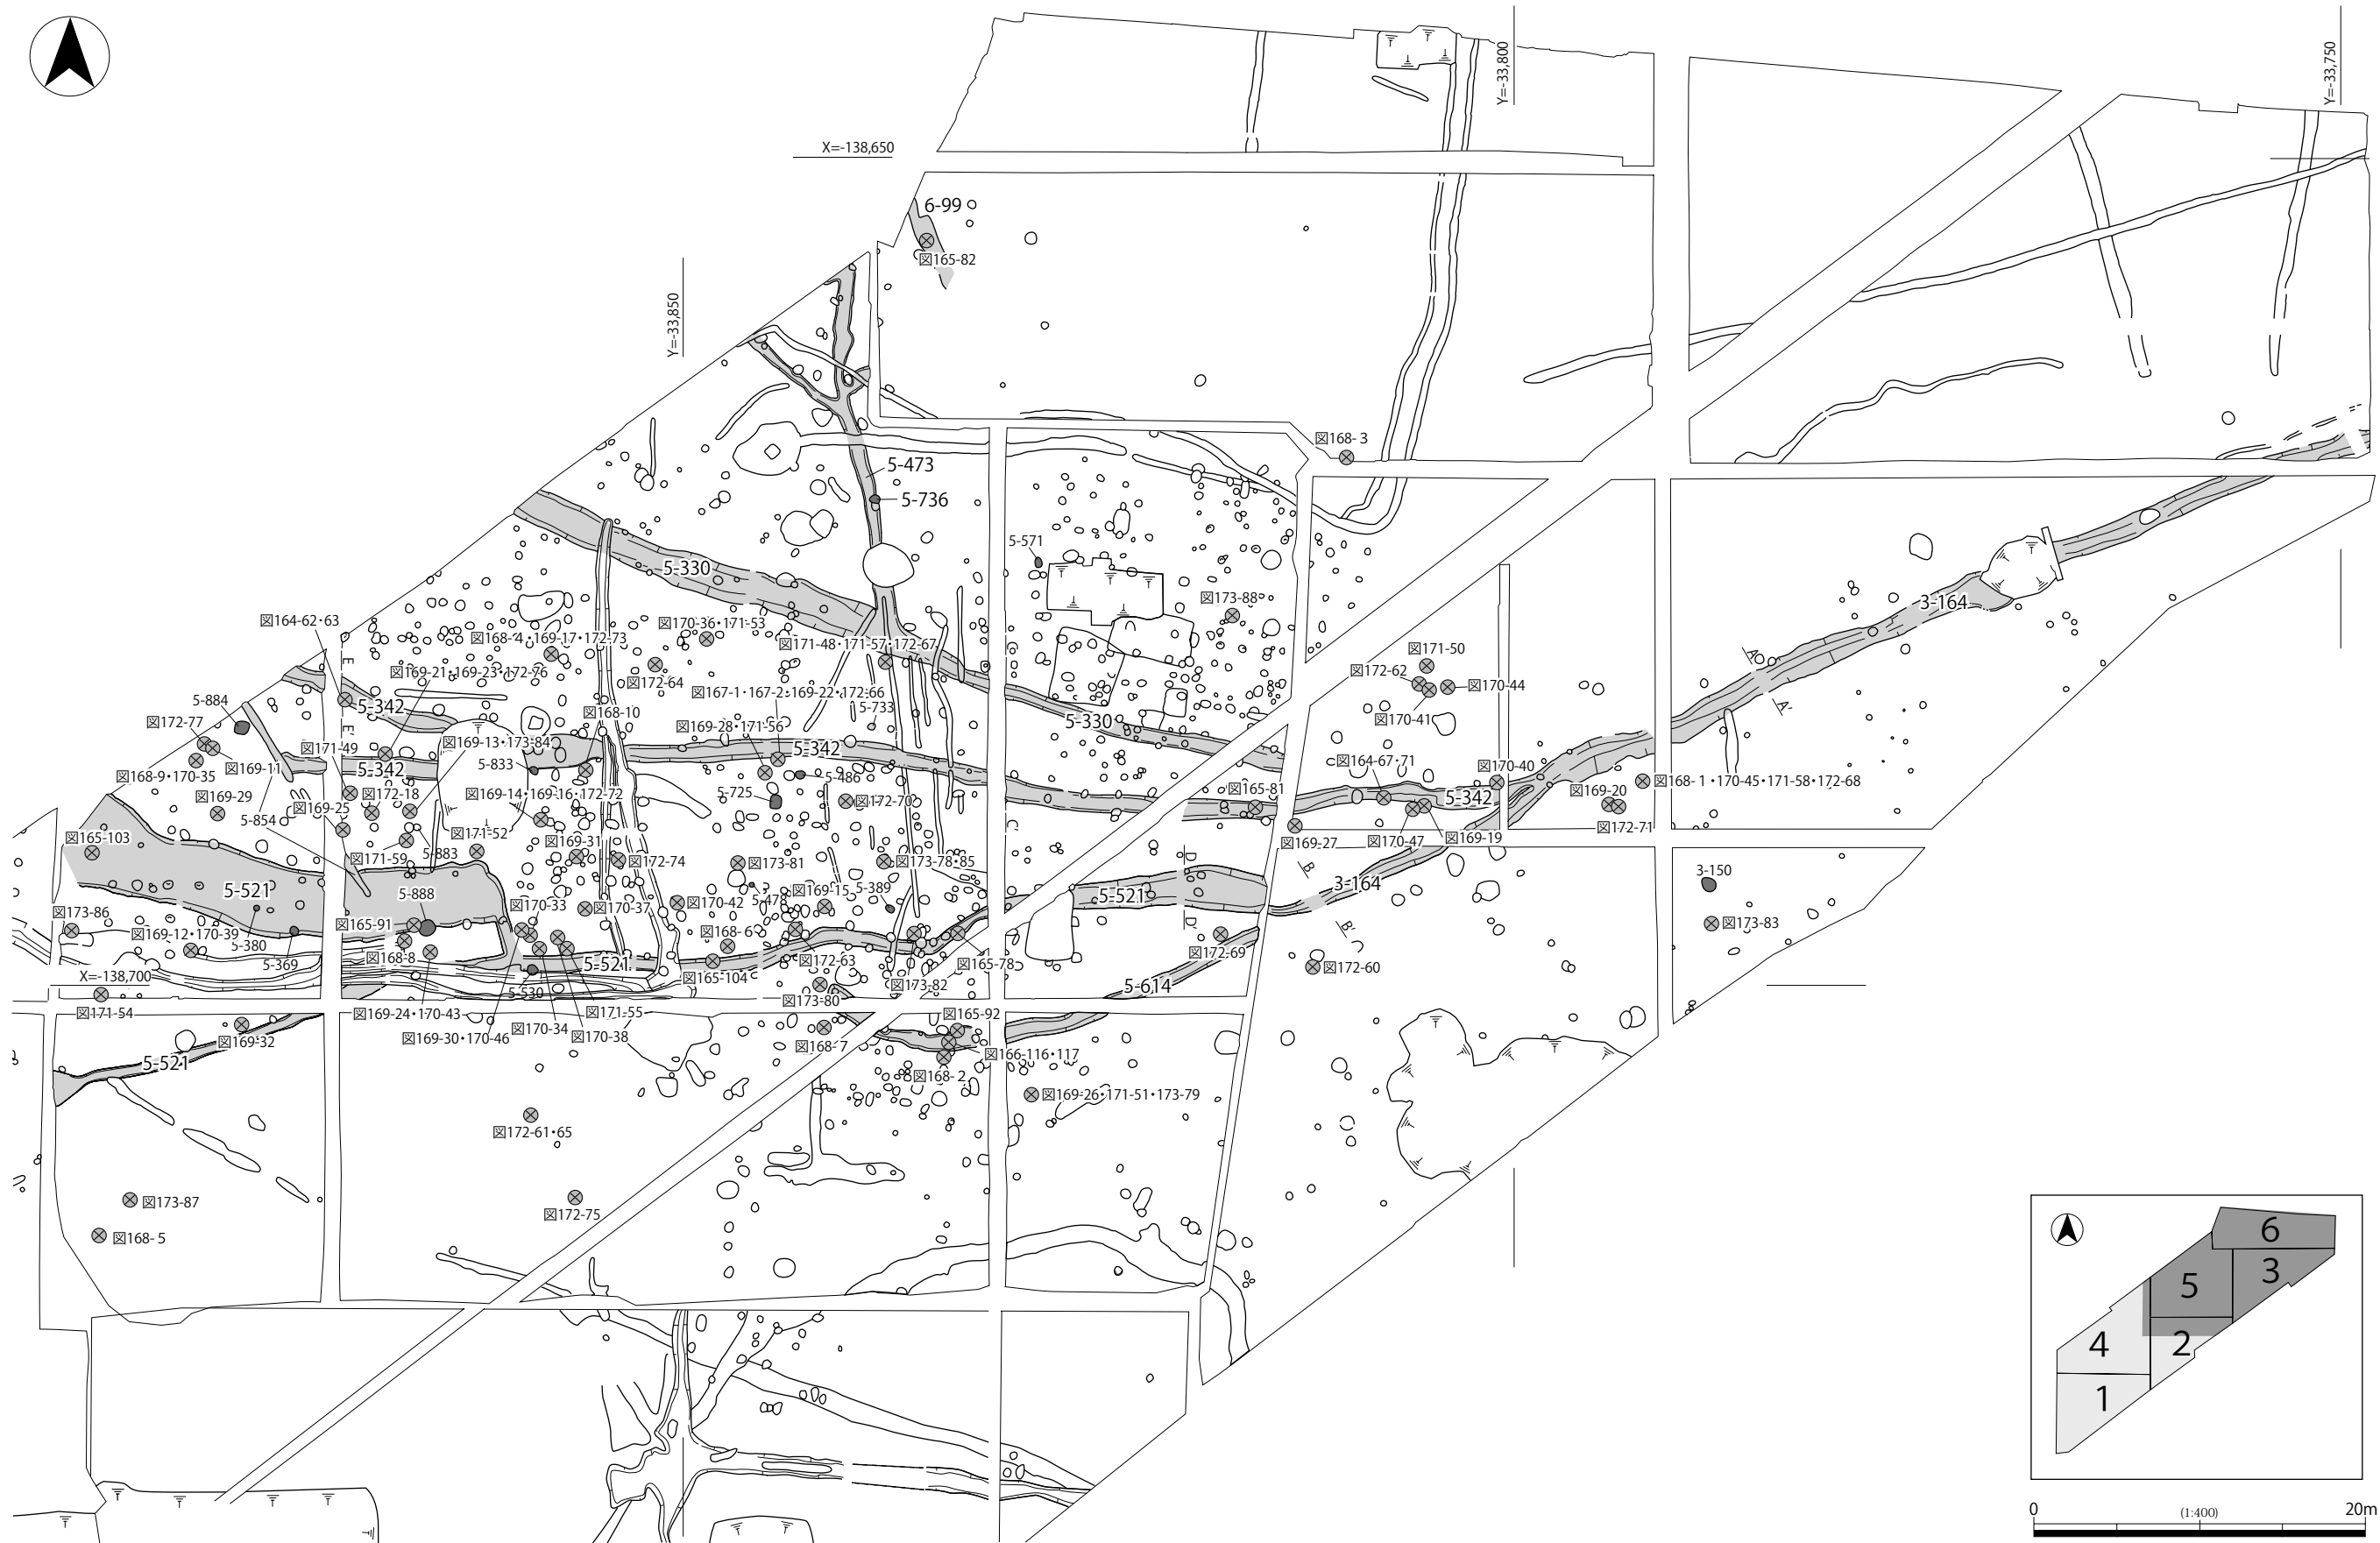 Y=-33,800
Y=-33,750
X=-138,650
6-99
図165-82
Y=-33,850
図168- 3
5-473
5-736
5-571
5-330
図173-88
3-164
図164-62・63
図170-36・171-53
図168- 4・169-17・172-73
図171-48・171-57・172-67
図171-50
図172-62
図170-44
図169-21・169-23・172-76
図172-64
図167-1・167-2・169-22・172-66
5-884
5-342
5-733
図168-10
図170-41
5-330
図172-77
図169-28・171-56
図171-49
図169-13・173-84
5-342
A
A'
E
E'
図169-11
5-342
5-833
図164-67・71
図170-40
図168-9・170-35
5-486
図168- 1・170-45・171-58・172-68
図169-29
図172-18
図169-14・169-16・172-72
5-725
図172-70
図165-81
5-342
図169-20
図169-25
5-854
図172-71
図165-103
図171-52
図169-31
図169-27
図170-47
図169-19
図171-59
5-883
図172-74
図173-81
図173-78・85
D
D'
B
B'
5-521
5-888
図169-15
5-389
5-521
3-164
3-150
図173-86
図170-33
図170-37
図170-42
5-478
図165-91
図173-83
図169-12・170-39
5-380
図168- 6
図168-8
5-521
図172-63
図165-78
図172-69
図172-60
5-369
X=-138,700
図165-104
図173-82
5-614
5-530
図173-80
図171-54
図169-24・170-43
図171-55
図165-92
図169-32
図169-30・170-46
図170-34
図170-38
図168-7
図166-116・117
5-521
図168- 2
図169-26・171-51・173-79
図172-61・65
図173-87
図172-75
図168- 5
6
3
5
4
2
1
0
(1:400)
20m